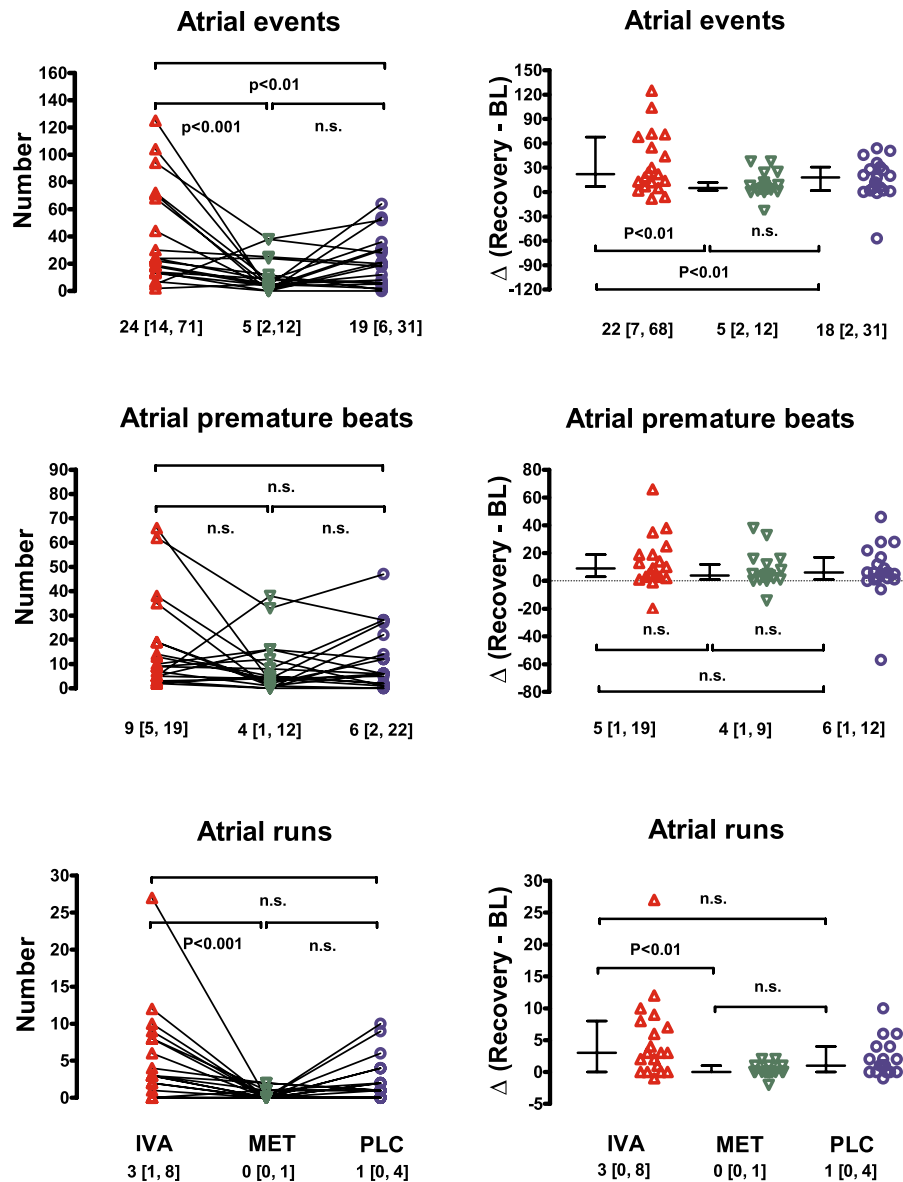 Atrial events
Number
160
140
120
100
80
60
40
20
0
p<0.01
p<0.001
n.s.
24 [14, 71]
5 [2,12]
19 [6, 31]
Atrial events
Δ (Recovery - BL)
150
120
90
60
30
0
-30
-60
-90
-120
P<0.01
n.s.
P<0.01
22 [7, 68]
5 [2, 12]
18 [2, 31]
Atrial premature beats
Number
90
80
70
60
50
40
30
20
10
0
n.s.
n.s.
n.s.
9 [5, 19]
4 [1, 12]
6 [2, 22]
Atrial premature beats
Δ (Recovery - BL)
80
60
40
20
0
-20
-40
-60
-80
n.s.
n.s.
n.s.
5 [1, 19]
4 [1, 9]
6 [1, 12]
Atrial runs
Number
30
25
20
15
10
5
0
n.s.
P<0.001
n.s.
IVA
MET
PLC
3 [1, 8]
0 [0, 1]
1 [0, 4]
Atrial runs
Δ (Recovery - BL)
30
25
20
15
10
5
0
-5
n.s.
P<0.01
n.s.
IVA
MET
PLC
3 [0, 8]
0 [0, 1]
1 [0, 4]